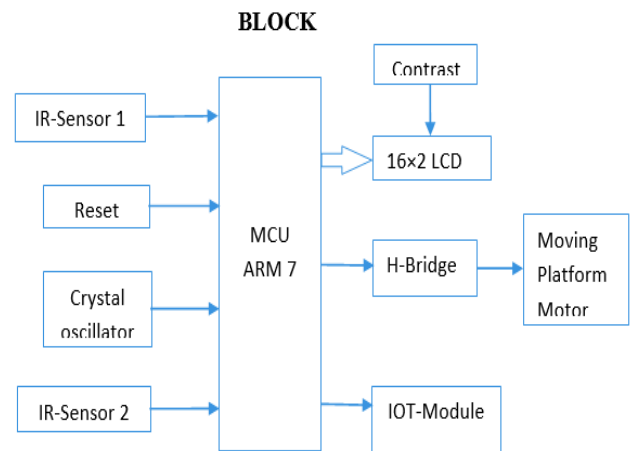 BLOCK
Contrast
IR-Sensor 1
16×2 LCD
Reset
MCU
ARM 7
H-Bridge
Moving
Platform
Motor
Crystal
oscillator
IR-Sensor 2
IOT-Module